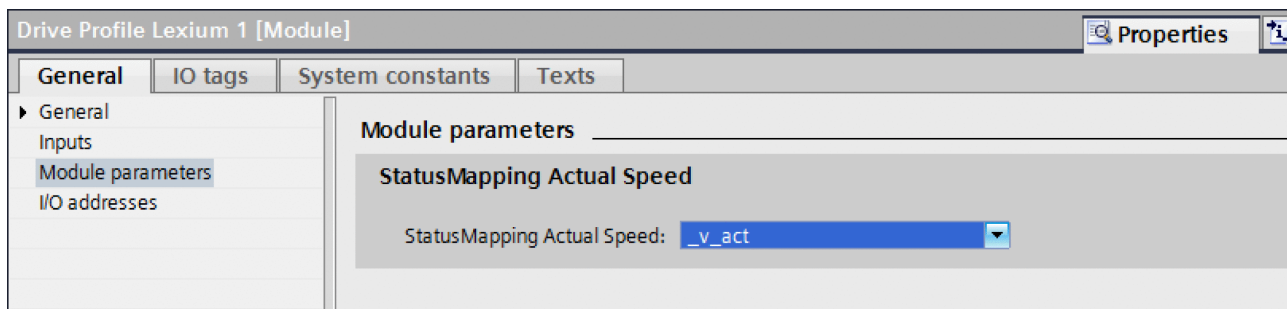 Drive Profile Lexium 1 [Module]
Properties
General
IO tags
System constants
Texts
General
Inputs
Module parameters
I/O addresses
Module parameters
StatusMapping Actual Speed
StatusMapping Actual Speed:
_v_act